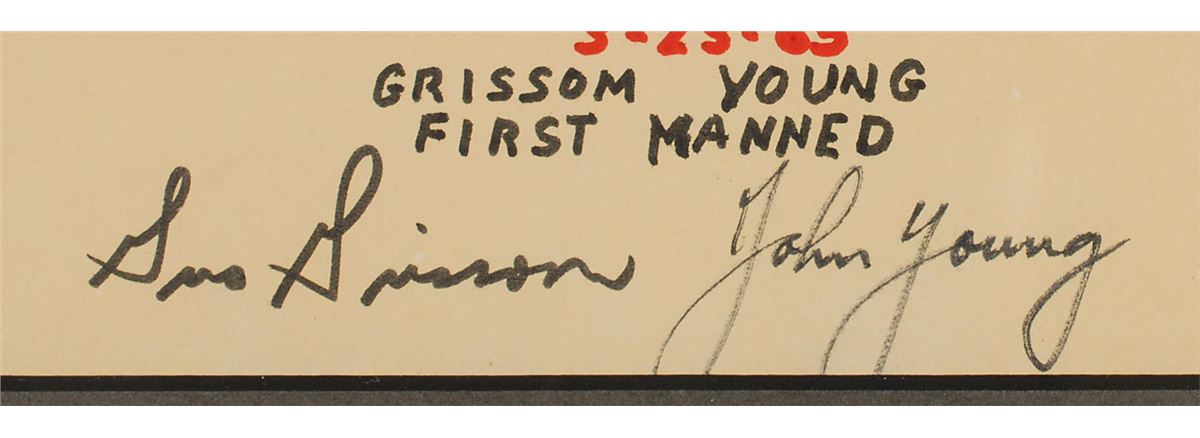 3-23-65
GRISSOM YOUNG
FIRST MANNED
Gus Grissom John Young